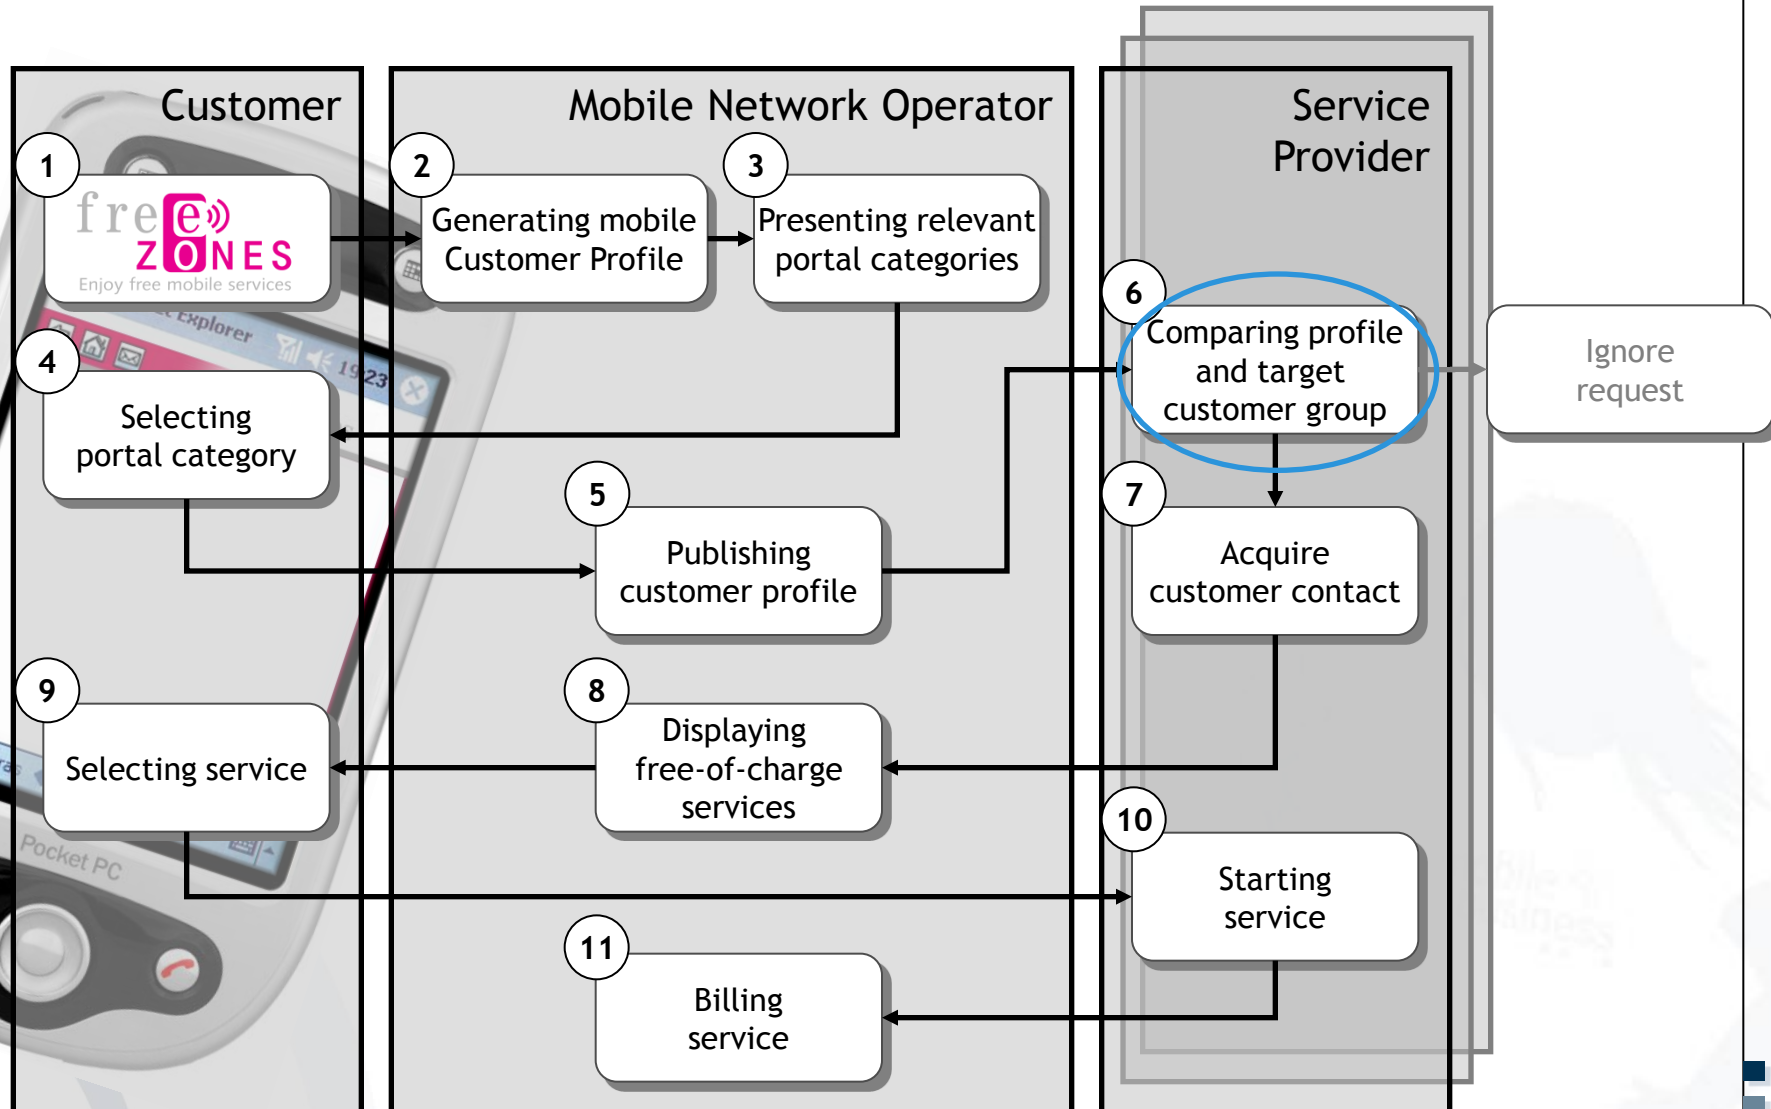 Customer
Mobile Network Operator
Service
Provider
1
free
ZONES
Enjoy free mobile services
2
Generating mobile
Customer Profile
3
Presenting relevant
portal categories
Explorer
19:23
4
Selecting
portal category
5
Publishing
customer profile
6
Comparing profile
and target
customer group
Ignore
request
7
Acquire
customer contact
8
Displaying
free-of-charge
services
9
Selecting service
Pocket PC
10
Starting
service
11
Billing
service